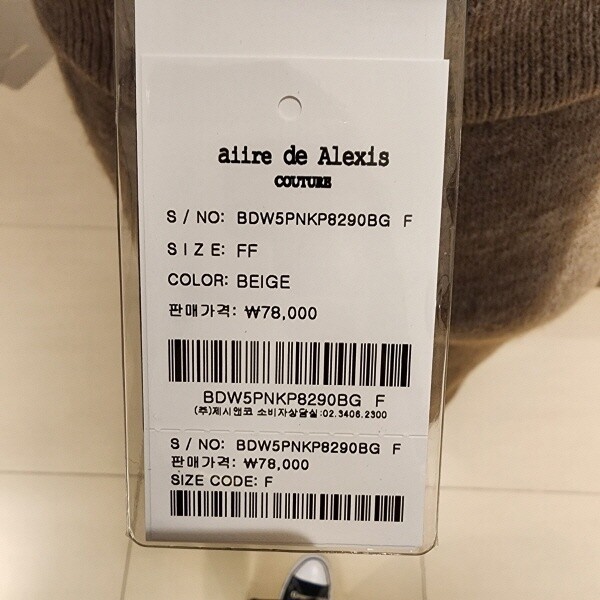 aiire de Alexis
COUTURE
S / NO: BDW5PNKP8290BG F
SIZE: FF
COLOR: BEIGE
판매가격: ₩78,000
BDW5PNKP8290BG F
(주)제시앤코 소비자상담실:02.3406.2300
S / NO: BDW5PNKP8290BG F
판매가격: ₩78,000
SIZE CODE: F